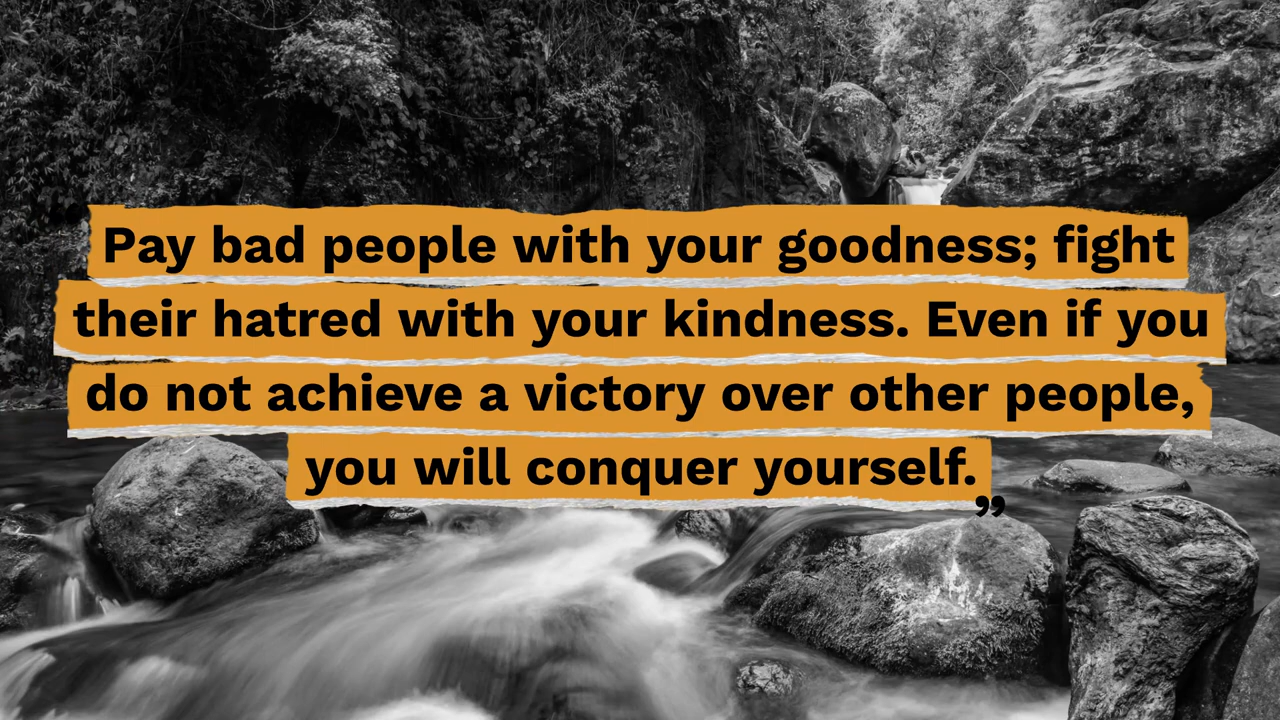 Pay bad people with your goodness; fight
their hatred with your kindness. Even if you
do not achieve a victory over other people,
you will conquer yourself.
”